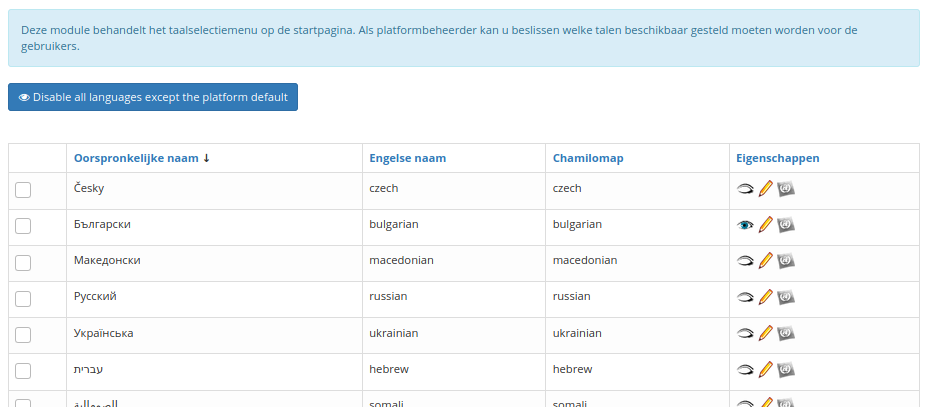 Deze module behandelt het taalselectiemenu op de startpagina. Als platformbeheerder kan u beslissen welke talen beschikbaar gesteld moeten worden voor de
gebruikers.
Disable all languages except the platform default
Oorspronkelijke naam ↓ Engelse naam Chamilomap Eigenschappen
Česky czech czech
Български bulgarian bulgarian
Македонски macedonian macedonian
Русский russian russian
Українська ukrainian ukrainian
עברית hebrew hebrew
somali somali